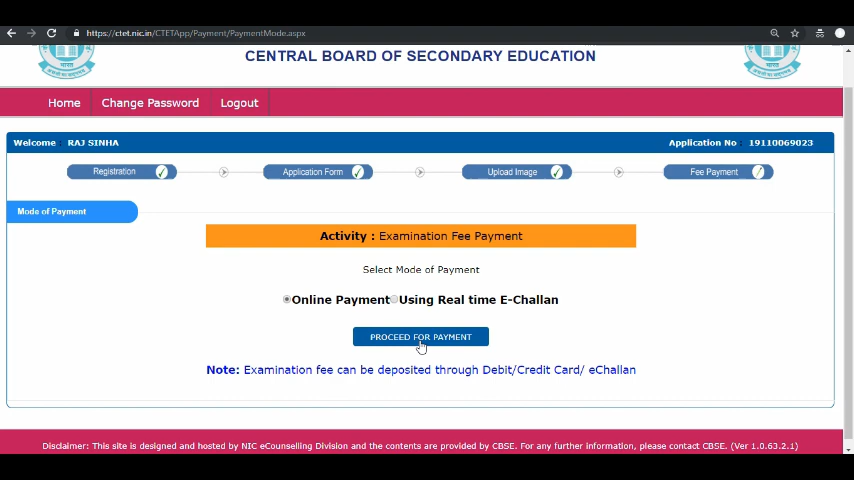 https://ctet.nic.in/CTETApp/Payment/PaymentMode.aspx
CENTRAL BOARD OF SECONDARY EDUCATION
Home Change Password Logout
Welcome : RAJ SINHA Application No 19110069023
Registration Application Form Upload Image Fee Payment
Mode of Payment
Activity : Examination Fee Payment
Select Mode of Payment
Online Payment Using Real time E-Challan
PROCEED FOR PAYMENT
Note: Examination fee can be deposited through Debit/Credit Card/ eChallan
Disclaimer: This site is designed and hosted by NIC eCounselling Division and the contents are provided by CBSE. For any further information, please contact CBSE. (Ver 1.0.63.2.1)